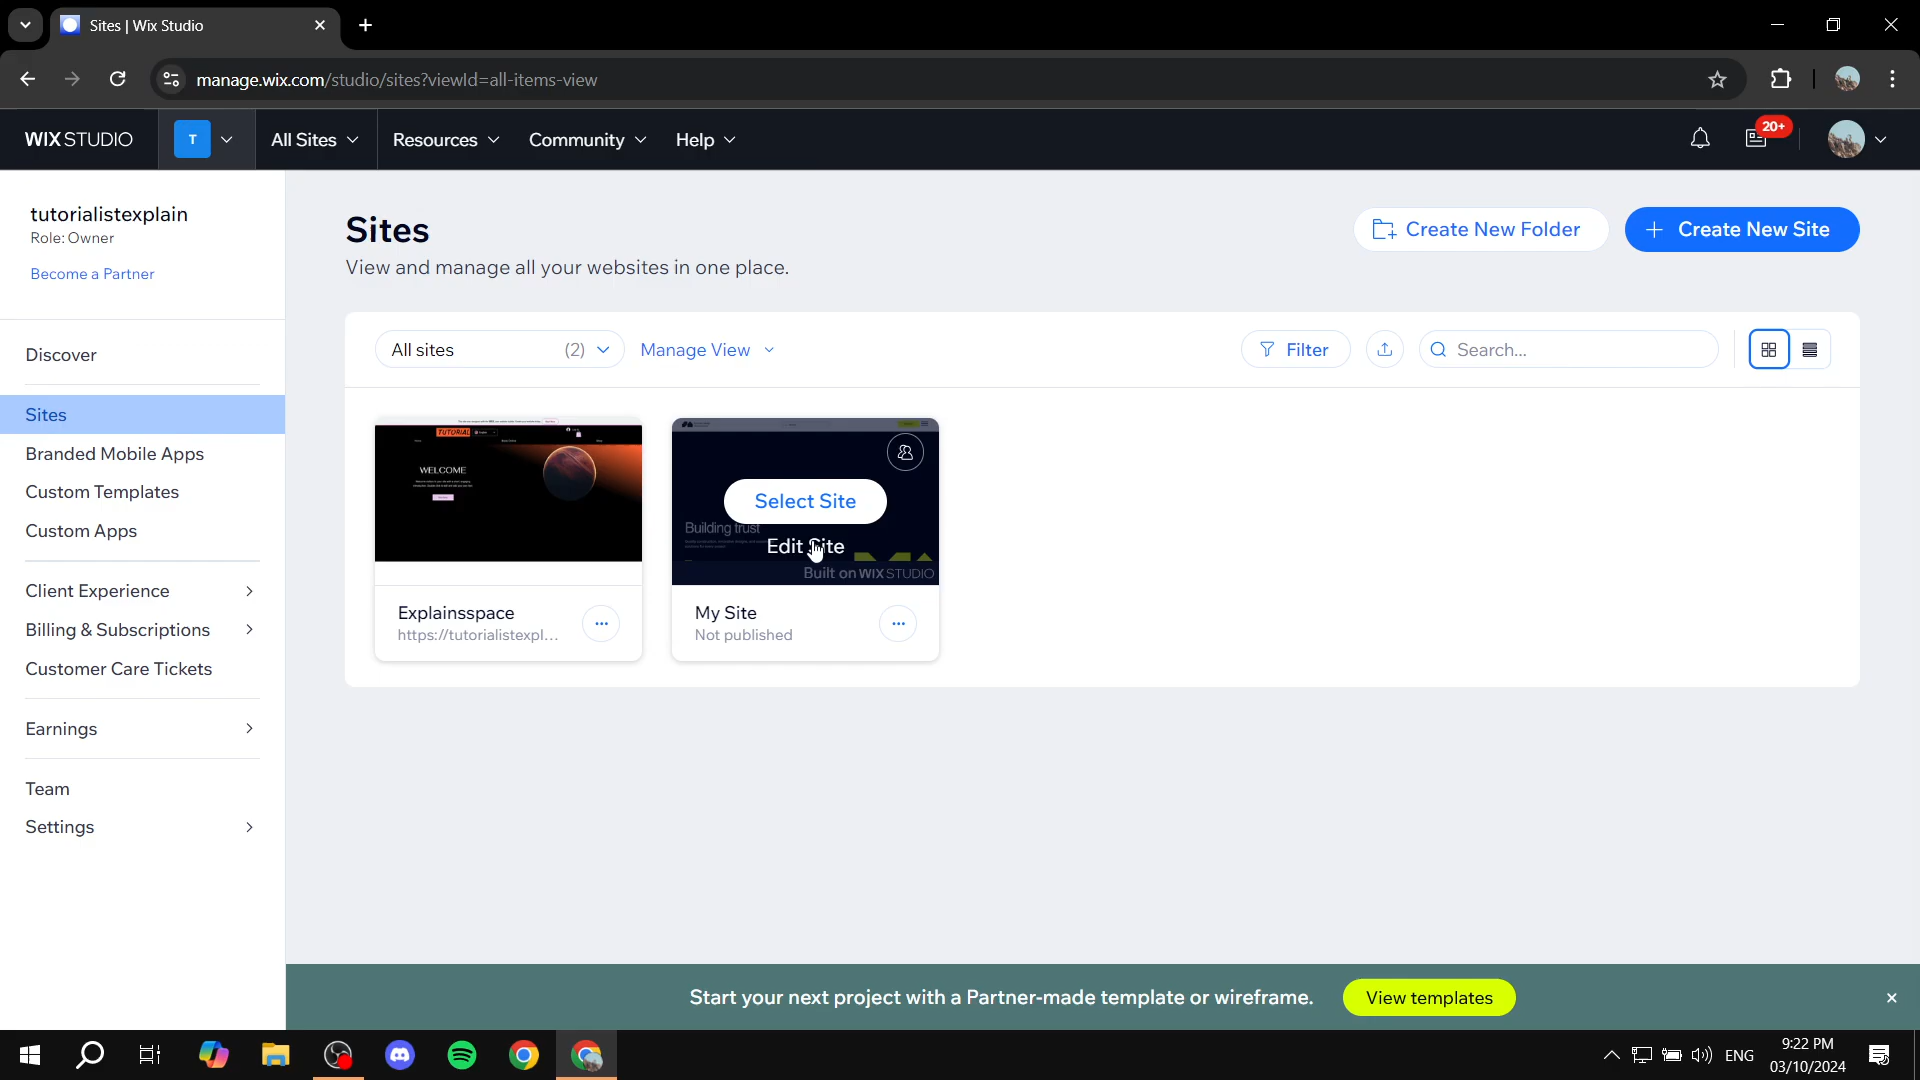 Sites | Wix Studio
manage.wix.com/studio/sites?viewId=all-items-view
WIX STUDIO
T
All Sites
Resources
Community
Help
20+
tutorialistexplain
Role: Owner
Become a Partner
Discover
Sites
Branded Mobile Apps
Custom Templates
Custom Apps
Client Experience
Billing & Subscriptions
Customer Care Tickets
Earnings
Team
Settings
Sites
View and manage all your websites in one place.
Create New Folder
Create New Site
All sites (2)
Manage View
Filter
Search...
TUTORIAL
WELCOME
Explainsspace
https://tutorialistexpl...
Select Site
Building trust
Edit Site
Built on WIX STUDIO
My Site
Not published
Start your next project with a Partner-made template or wireframe.
View templates
ENG
9:22 PM
03/10/2024